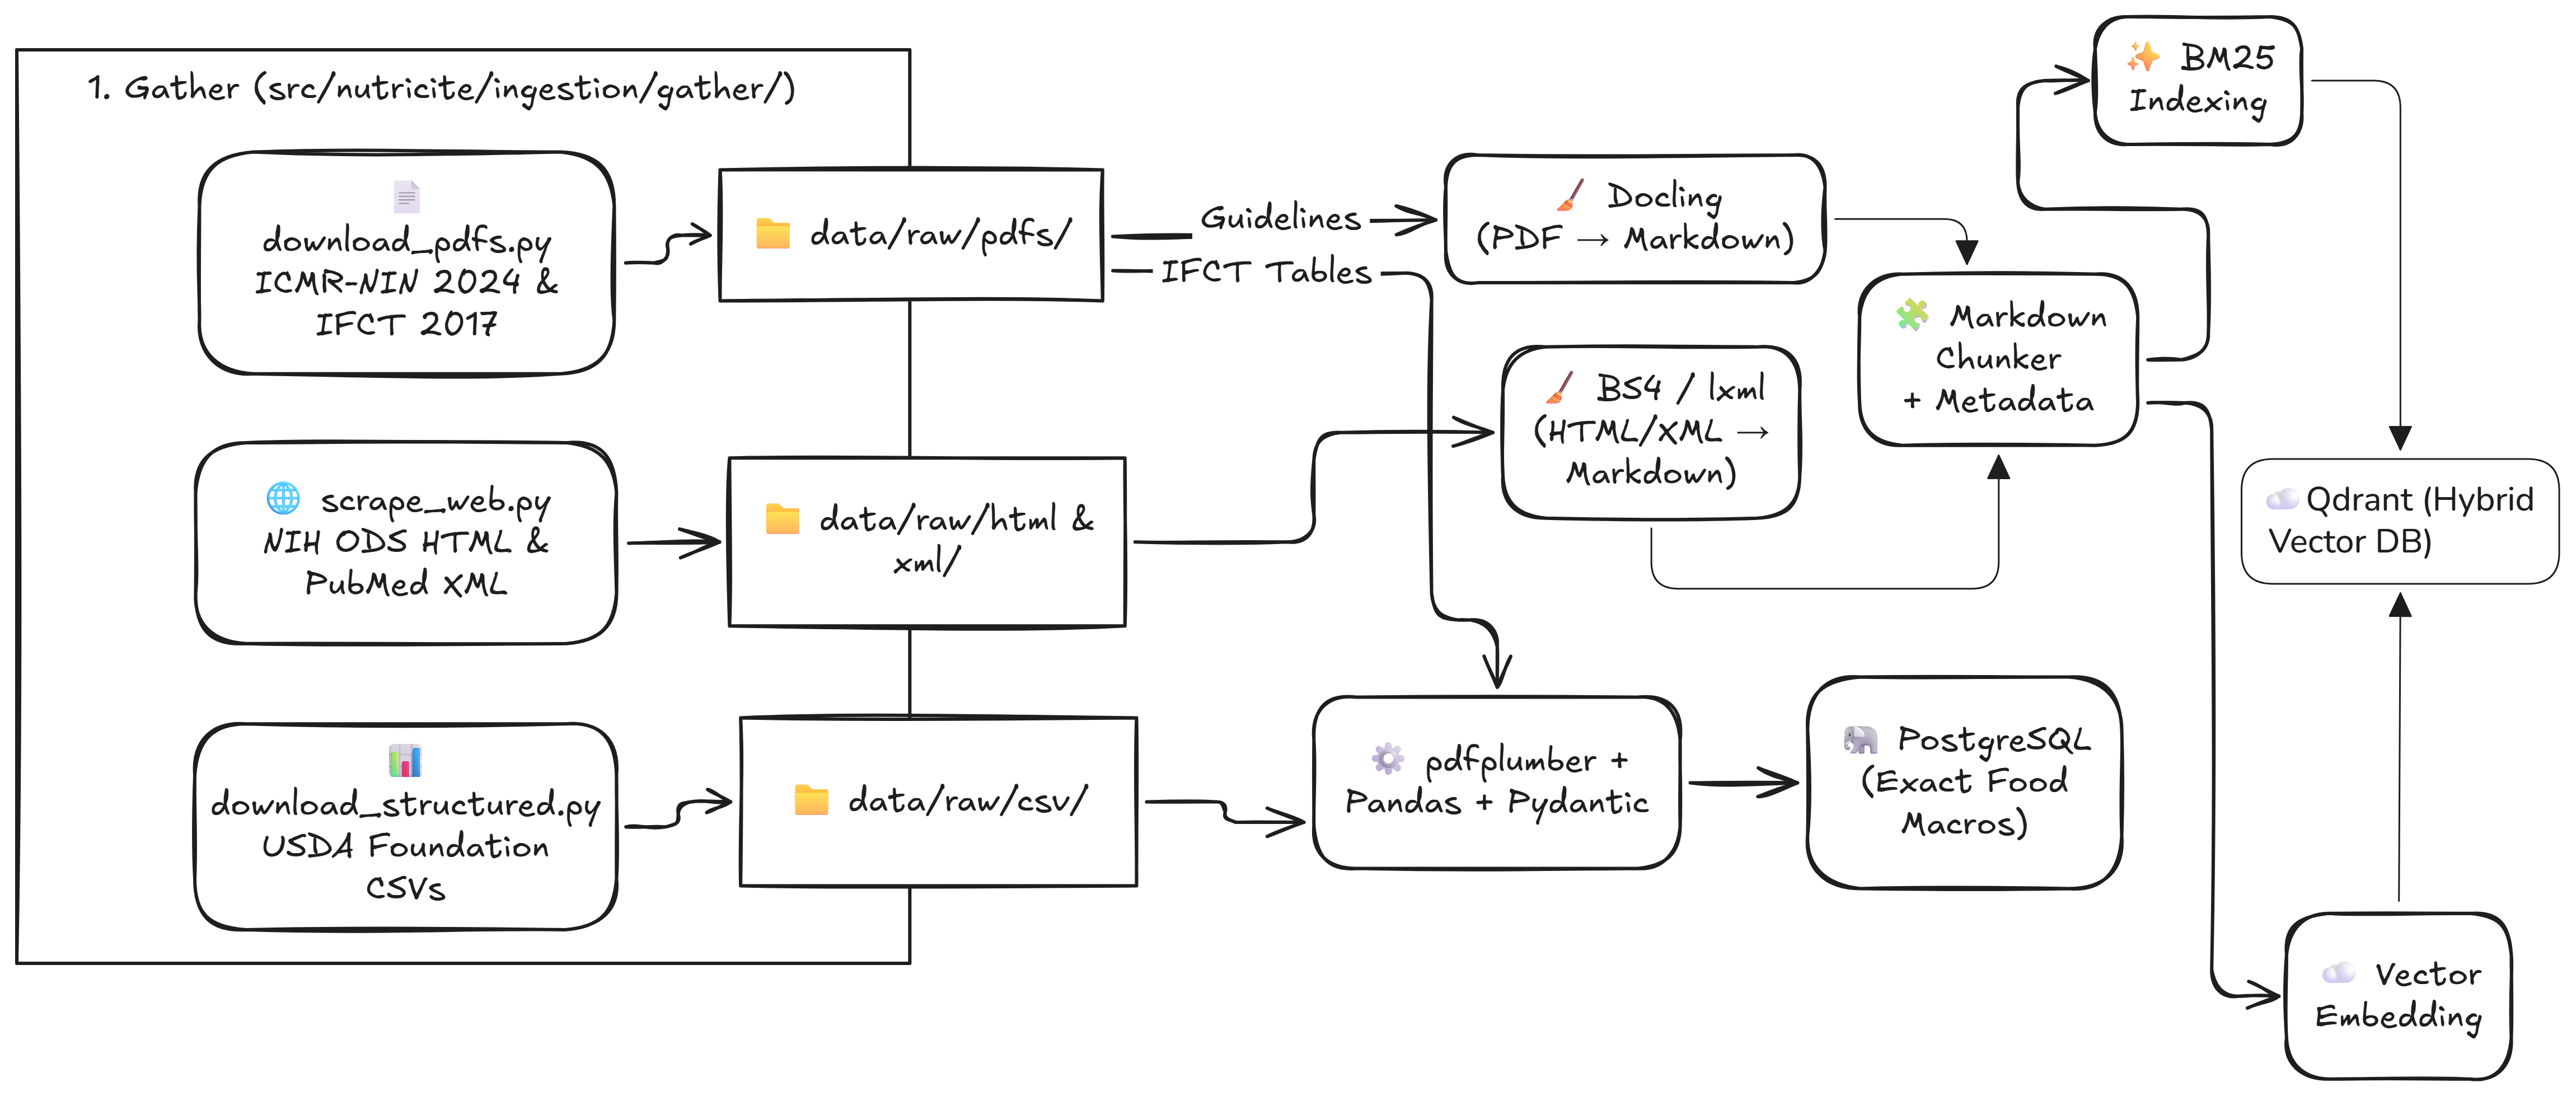 1. Gather (src/nutricite/ingestion/gather/)
download_pdfs.py
ICMR-NIN 2024 &
IFCT 2017
data/raw/pdfs/
Guidelines
IFCT Tables
Docling
(PDF → Markdown)
BM25
Indexing
Markdown
Chunker
+ Metadata
scrape_web.py
NIH ODS HTML &
PubMed XML
data/raw/html &
xml/
BS4 / lxml
(HTML/XML →
Markdown)
Qdrant (Hybrid
Vector DB)
download_structured.py
USDA Foundation
CSVs
data/raw/csv/
pdfplumber +
Pandas + Pydantic
PostgreSQL
(Exact Food
Macros)
Vector
Embedding